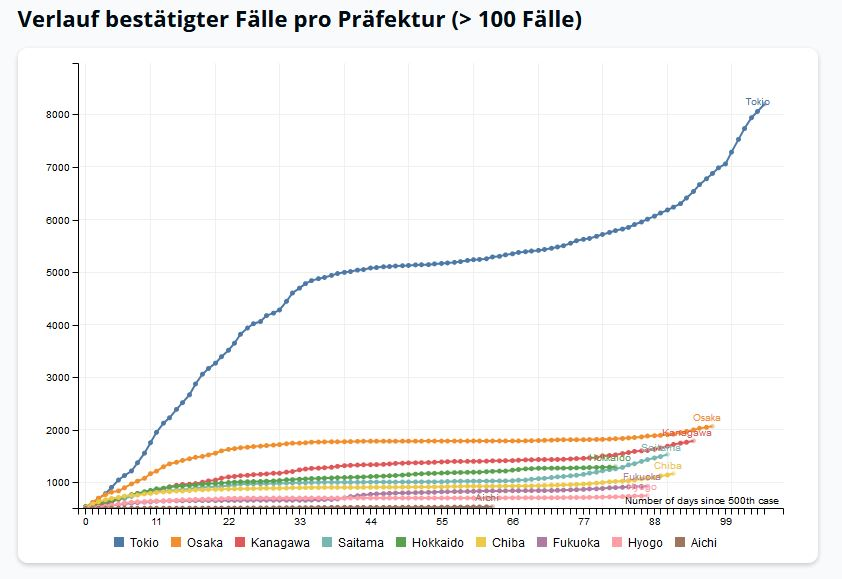 Verlauf bestätigter Fälle pro Präfektur (> 100 Fälle)
8000
7000
6000
5000
4000
3000
2000
1000
Tokio
Osaka
Kanagawa
Saitama
Hokkaido
Chiba
Fukuoka
Hyogo
Aichi
Number of days since 500th case
0 11 22 33 44 55 66 77 88 99
Tokio Osaka Kanagawa Saitama Hokkaido Chiba Fukuoka Hyogo Aichi